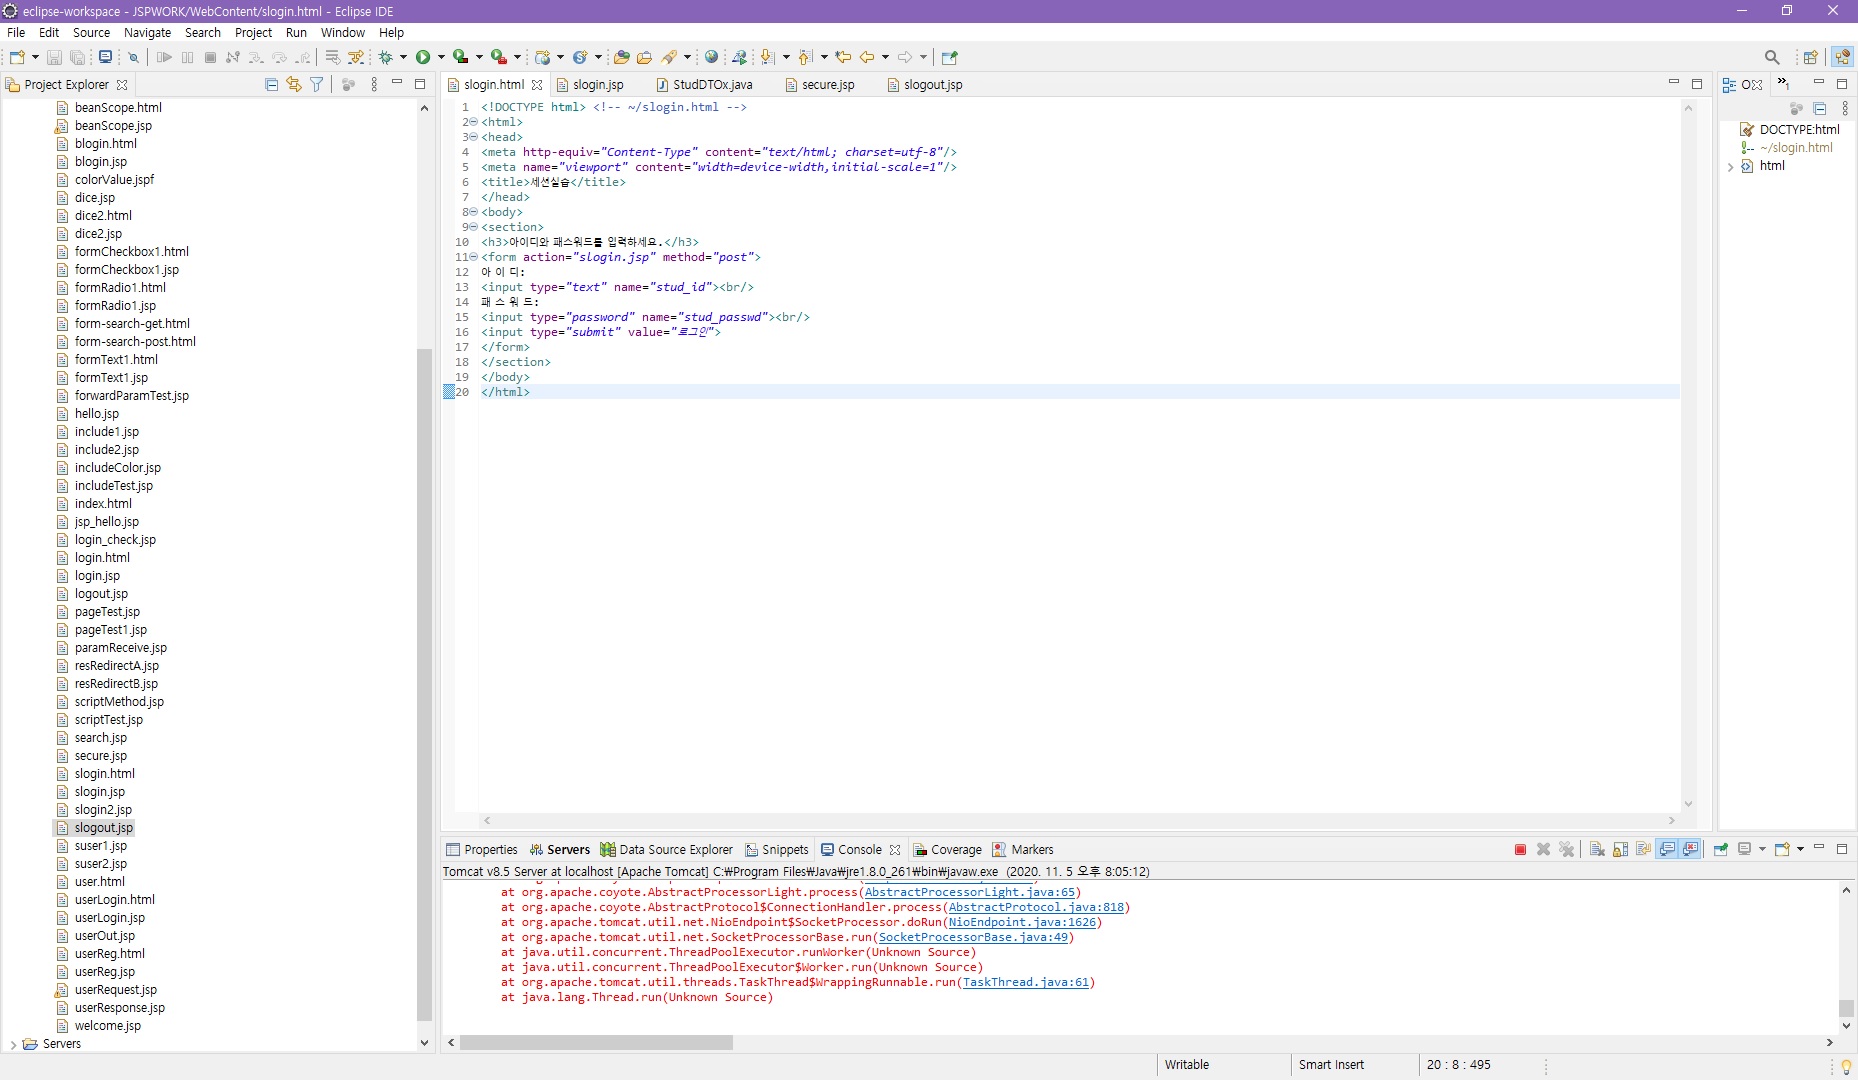 eclipse-workspace - JSPWORK/WebContent/slogin.html - Eclipse IDE
File Edit Source Navigate Search Project Run Window Help
Project Explorer
beanScope.html
beanScope.jsp
blogin.html
blogin.jsp
colorValue.jspf
dice.jsp
dice2.html
dice2.jsp
formCheckbox1.html
formCheckbox1.jsp
formRadio1.html
formRadio1.jsp
form-search-get.html
form-search-post.html
formText1.html
formText1.jsp
forwardParamTest.jsp
hello.jsp
include1.jsp
include2.jsp
includeColor.jsp
includeTest.jsp
index.html
jsp_hello.jsp
login_check.jsp
login.html
login.jsp
logout.jsp
pageTest.jsp
pageTest1.jsp
paramReceive.jsp
resRedirectA.jsp
resRedirectB.jsp
scriptMethod.jsp
scriptTest.jsp
search.jsp
secure.jsp
slogin.html
slogin.jsp
slogin2.jsp
slogout.jsp
suser1.jsp
suser2.jsp
user.html
userLogin.html
userLogin.jsp
userOut.jsp
userReg.html
userReg.jsp
userRequest.jsp
userResponse.jsp
welcome.jsp
Servers
slogin.html slogin.jsp StudDTOx.java secure.jsp slogout.jsp
1 <!DOCTYPE html> <!-- ~/slogin.html -->
2 <html>
3 <head>
4 <meta http-equiv="Content-Type" content="text/html; charset=utf-8"/>
5 <meta name="viewport" content="width=device-width,initial-scale=1"/>
6 <title>세션실습</title>
7 </head>
8 <body>
9 <section>
10 <h3>아이디와 패스워드를 입력하세요.</h3>
11 <form action="slogin.jsp" method="post">
12 아 이 디:
13 <input type="text" name="stud_id"><br/>
14 패 스 워 드:
15 <input type="password" name="stud_passwd"><br/>
16 <input type="submit" value="로그인">
17 </form>
18 </section>
19 </body>
20 </html>
O
»1
DOCTYPE:html
~/slogin.html
html
Properties Servers Data Source Explorer Snippets Console Coverage Markers
Tomcat v8.5 Server at localhost [Apache Tomcat] C:₩Program Files₩Java₩jre1.8.0_261₩bin₩javaw.exe (2020. 11. 5 오후 8:05:12)
at org.apache.coyote.AbstractProcessorLight.process(AbstractProcessorLight.java:65)
at org.apache.coyote.AbstractProtocol$ConnectionHandler.process(AbstractProtocol.java:818)
at org.apache.tomcat.util.net.NioEndpoint$SocketProcessor.doRun(NioEndpoint.java:1626)
at org.apache.tomcat.util.net.SocketProcessorBase.run(SocketProcessorBase.java:49)
at java.util.concurrent.ThreadPoolExecutor.runWorker(Unknown Source)
at java.util.concurrent.ThreadPoolExecutor$Worker.run(Unknown Source)
at org.apache.tomcat.util.threads.TaskThread$WrappingRunnable.run(TaskThread.java:61)
at java.lang.Thread.run(Unknown Source)
Writable Smart Insert 20 : 8 : 495